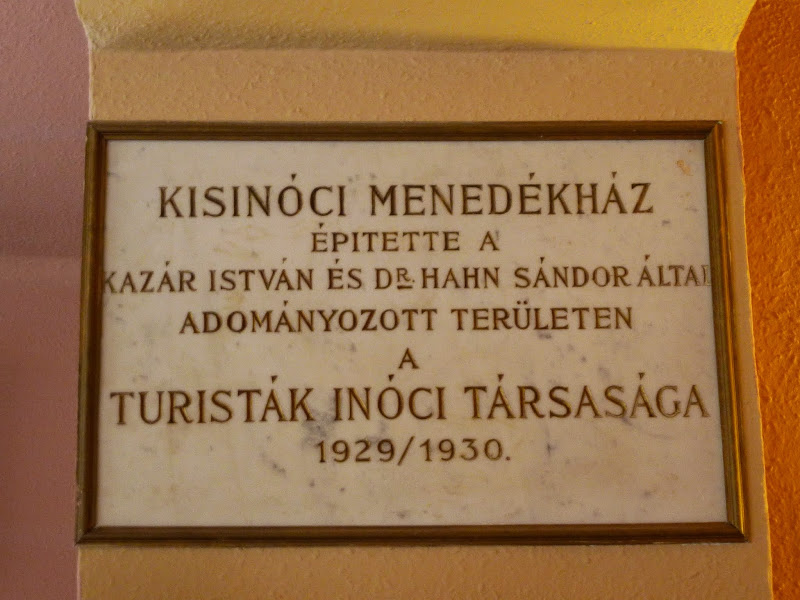 KISINÓCI MENEDÉKHÁZ
ÉPITETTE A
KAZÁR ISTVÁN ÉS DR. HAHN SÁNDOR ÁLTAL
ADOMÁNYOZOTT TERÜLETEN
A
TURISTÁK INÓCI TÁRSASÁGA
1929/1930.